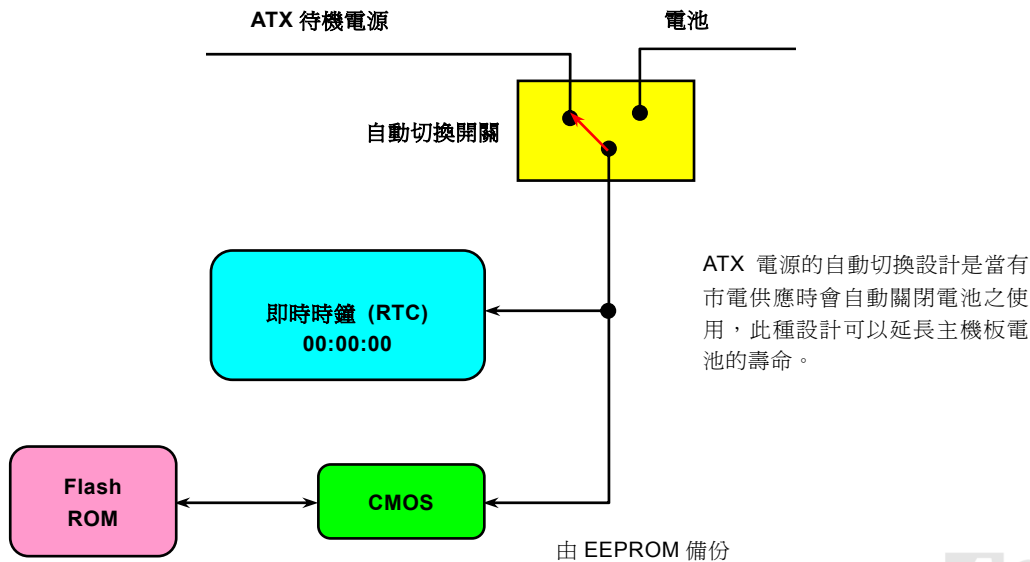 ATX 待機電源
電池
自動切換開關
ATX 電源的自動切換設計是當有
市電供應時會自動關閉電池之使
用，此種設計可以延長主機板電
池的壽命。
即時時鐘 (RTC)
00:00:00
Flash
ROM
CMOS
由 EEPROM 備份